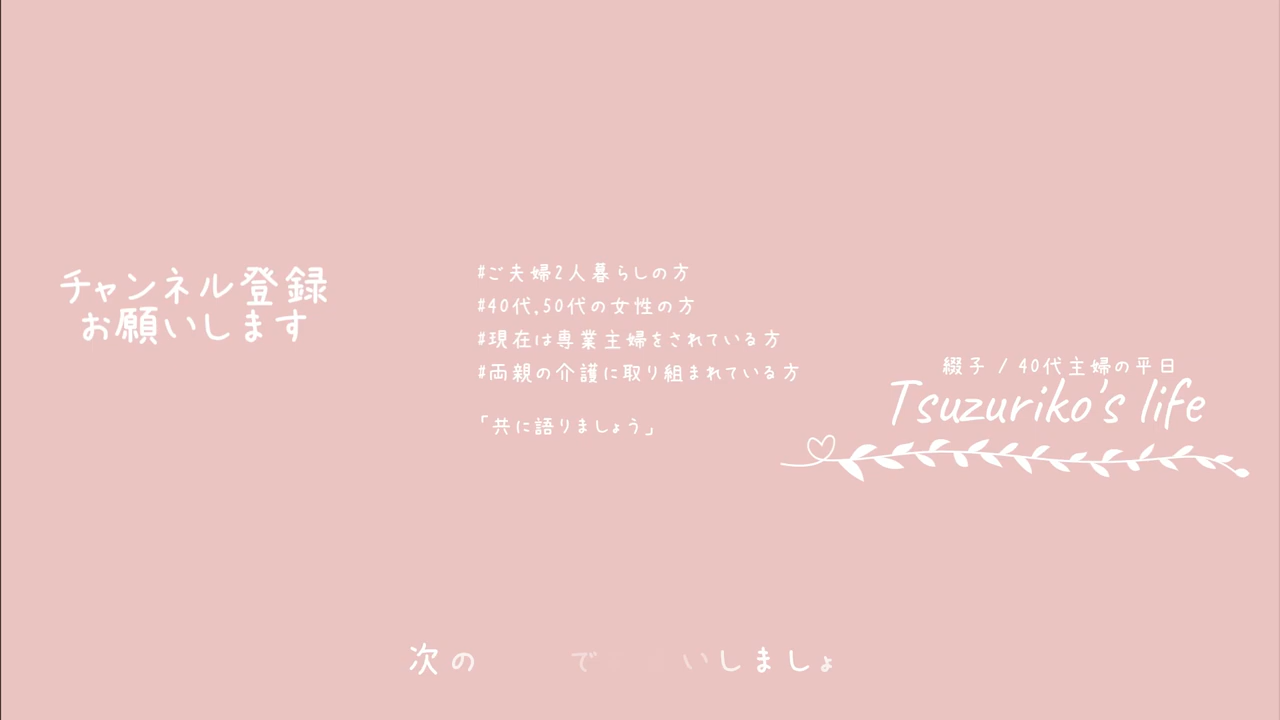 チャンネル登録
お願いします
#ご夫婦2人暮らしの方
#40代,50代の女性の方
#現在は専業主婦をされている方
#両親の介護に取り組まれている方
「共に語りましょう」
綴子 / 40代主婦の平日
Tsuzuriko's life
次の で いしましょ